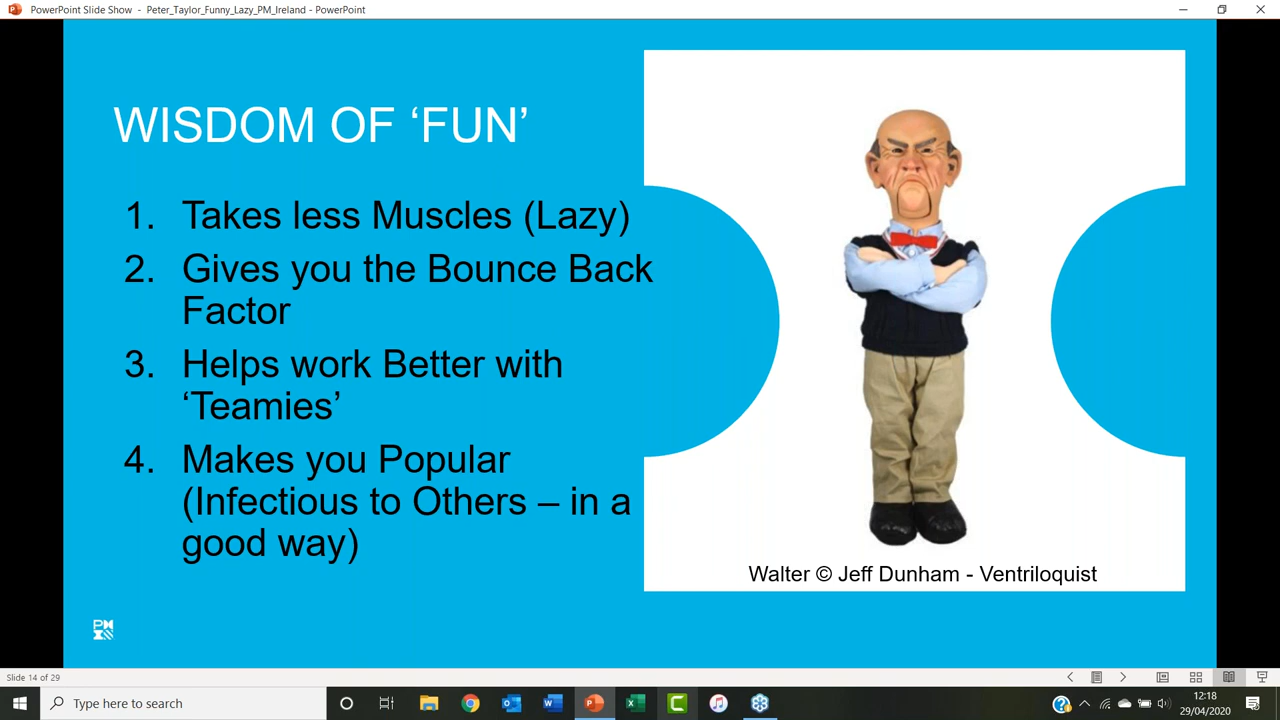 PowerPoint Slide Show - Peter_Taylor_Funny_Lazy_PM_Ireland - PowerPoint
WISDOM OF ‘FUN’
1. Takes less Muscles (Lazy)
2. Gives you the Bounce Back
Factor
3. Helps work Better with
‘Teamies’
4. Makes you Popular
(Infectious to Others – in a
good way)
Walter © Jeff Dunham - Ventriloquist
Slide 14 of 29
Type here to search
12:18
29/04/2020